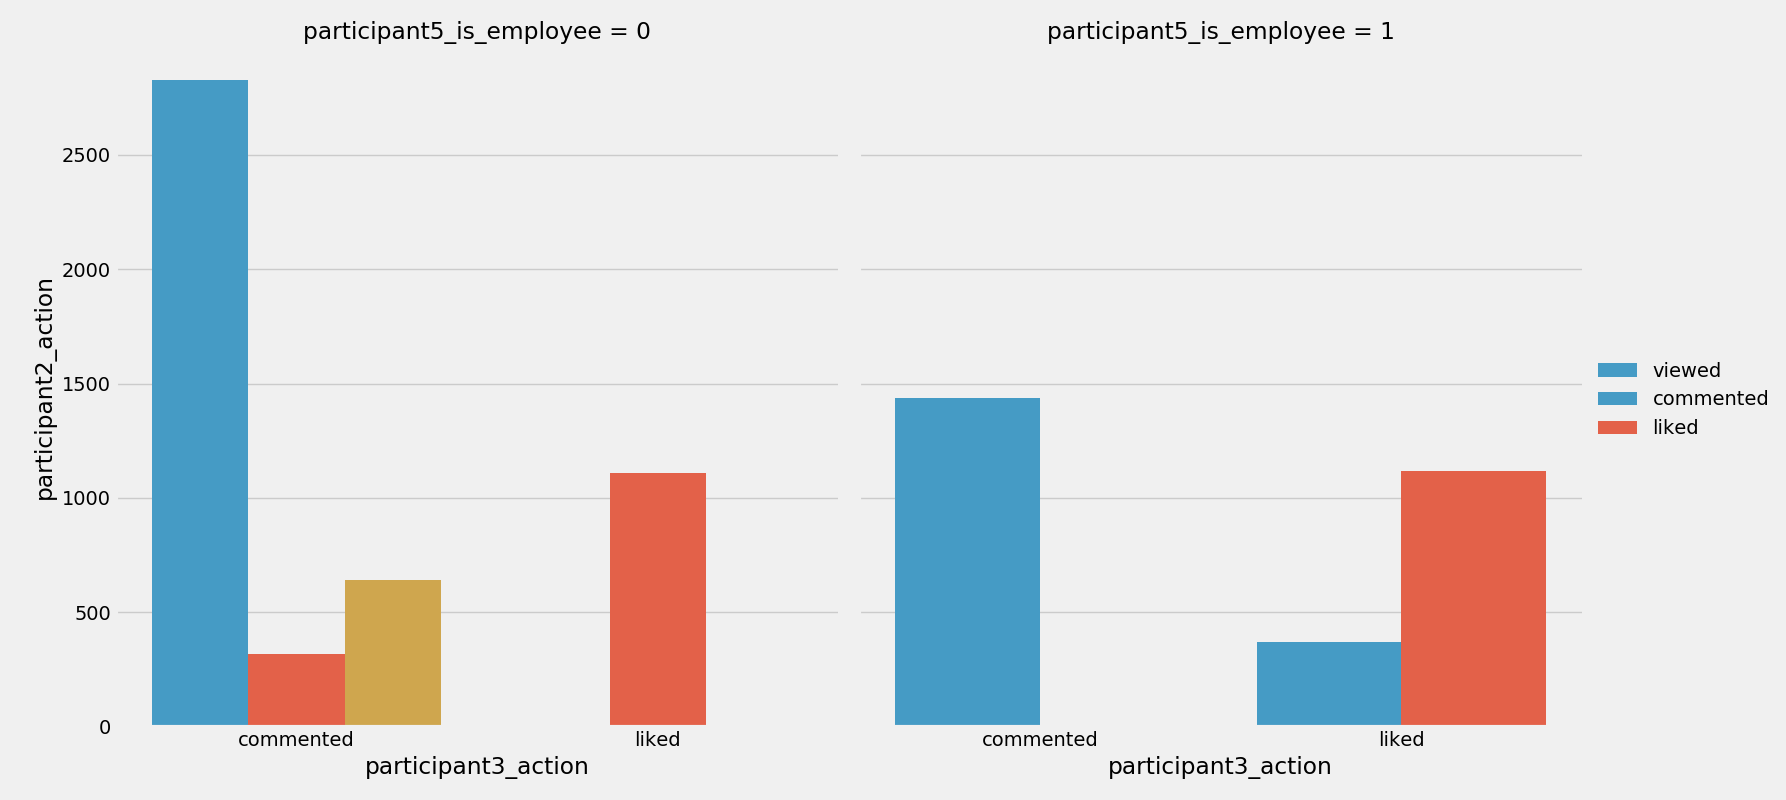 participant5_is_employee = 0
participant5_is_employee = 1
participant2_action
2500
2000
1500
1000
500
0
commented
liked
participant3_action
commented
liked
participant3_action
viewed
commented
liked